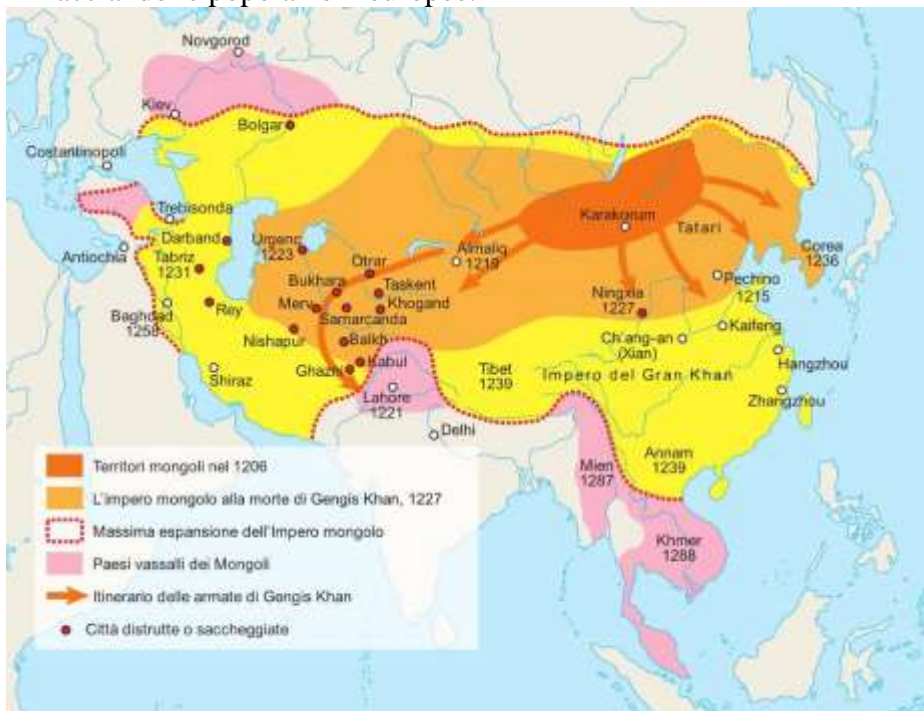 Novgorod
Kiev
Bolgar
Costantinopoli
Trebisonda
Karakorum
Tatari
Darband
Urgenc
1223
Almaliq
1219
Corea
1236
Antiochia
Tabriz
1231
Otrar
Bukhara
Taskent
Pechino
1215
Merv
Khogand
Samarcanda
Ningxia
1227
Baghdad
1258
Rey
Kaifeng
Nishapur
Balkh
Ch'ang-an
(Xian)
Hangzhou
Kabul
Ghazni
Tibet
1239
Impero del Gran Khan
Shiraz
Lahore
1221
Zhangzhou
Delhi
Annam
1239
Mien
1287
Khmer
1288
Territori mongoli nel 1206
L'impero mongolo alla morte di Gengis Khan, 1227
Massima espansione dell'Impero mongolo
Paesi vassalli dei Mongoli
Itinerario delle armate di Gengis Khan
Città distrutte o saccheggiate